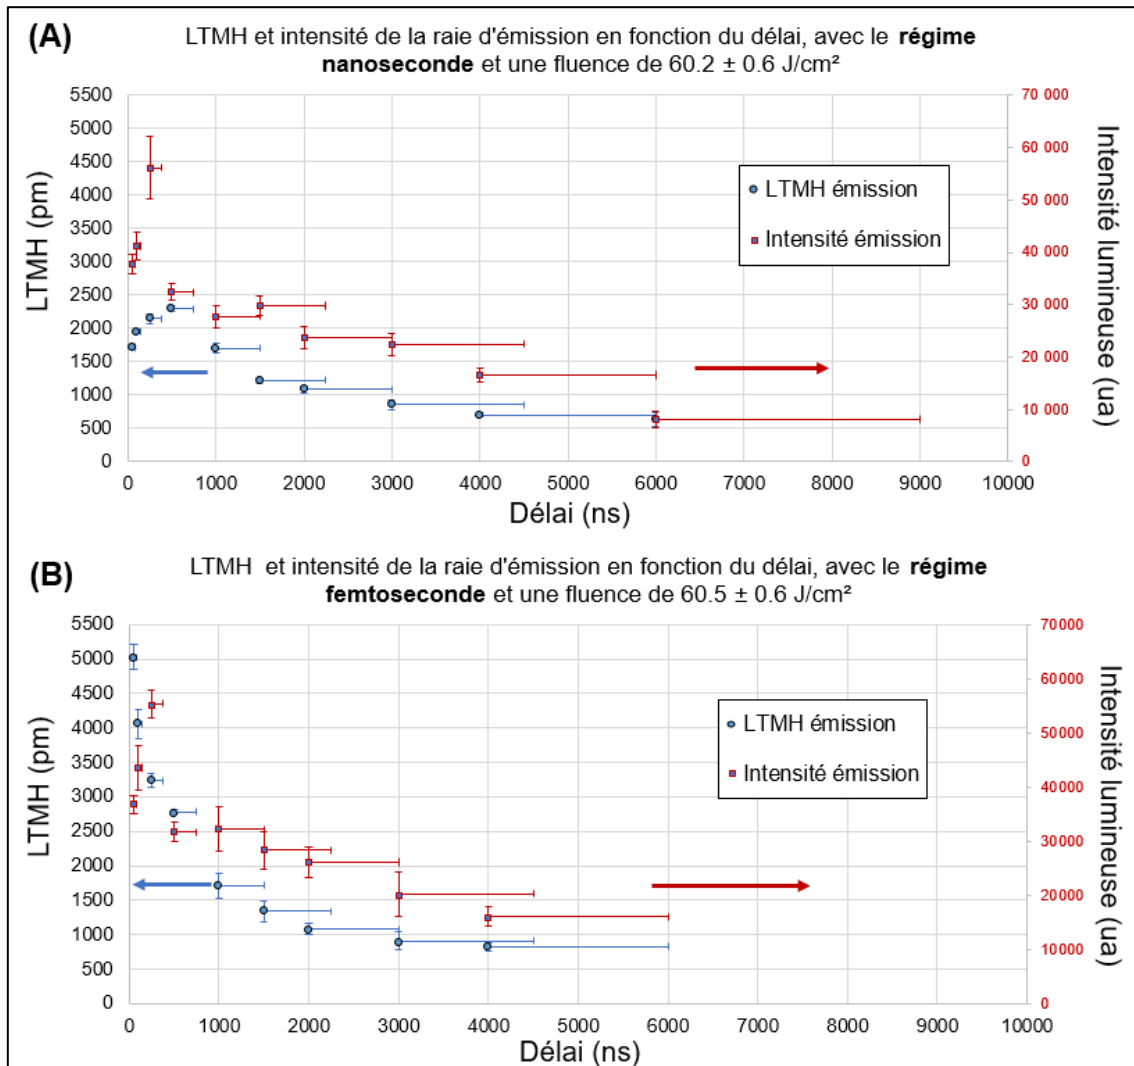 (A)
LTMH et intensité de la raie d'émission en fonction du délai, avec le régime
nanoseconde et une fluence de 60.2 ± 0.6 J/cm²
5500
5000
4500
4000
3500
3000
2500
2000
1500
1000
500
0
LTMH (pm)
70 000
60 000
50 000
40 000
30 000
20 000
10 000
0
Intensité lumineuse (ua)
LTMH émission
Intensité émission
0 1000 2000 3000 4000 5000 6000 7000 8000 9000 10000
Délai (ns)
(B)
LTMH et intensité de la raie d'émission en fonction du délai, avec le régime
femtoseconde et une fluence de 60.5 ± 0.6 J/cm²
5500
5000
4500
4000
3500
3000
2500
2000
1500
1000
500
0
LTMH (pm)
70000
60000
50000
40000
30000
20000
10000
0
Intensité lumineuse (ua)
LTMH émission
Intensité émission
0 1000 2000 3000 4000 5000 6000 7000 8000 9000 10000
Délai (ns)